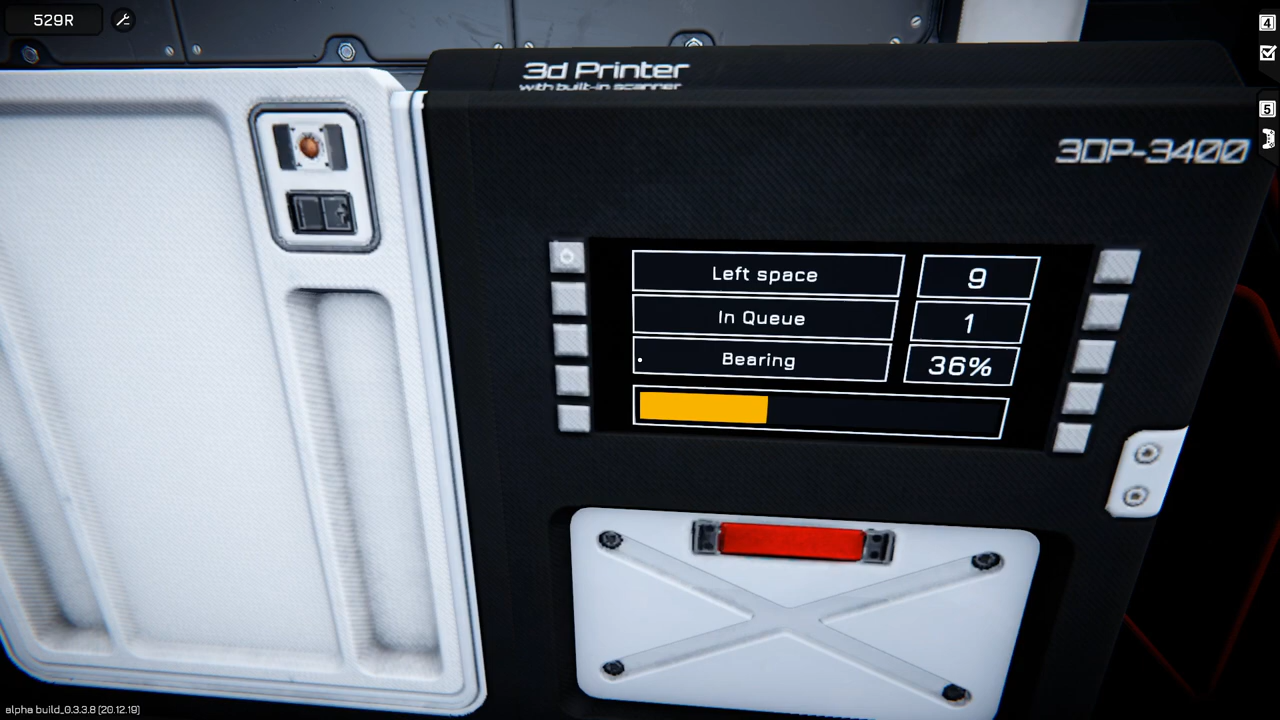 529R
4
3d Printer
with built-in scanner
5
3DP-3400
Left space 9
In Queue 1
Bearing 36%
alpha build_0.3.3.8 [20.12.19]